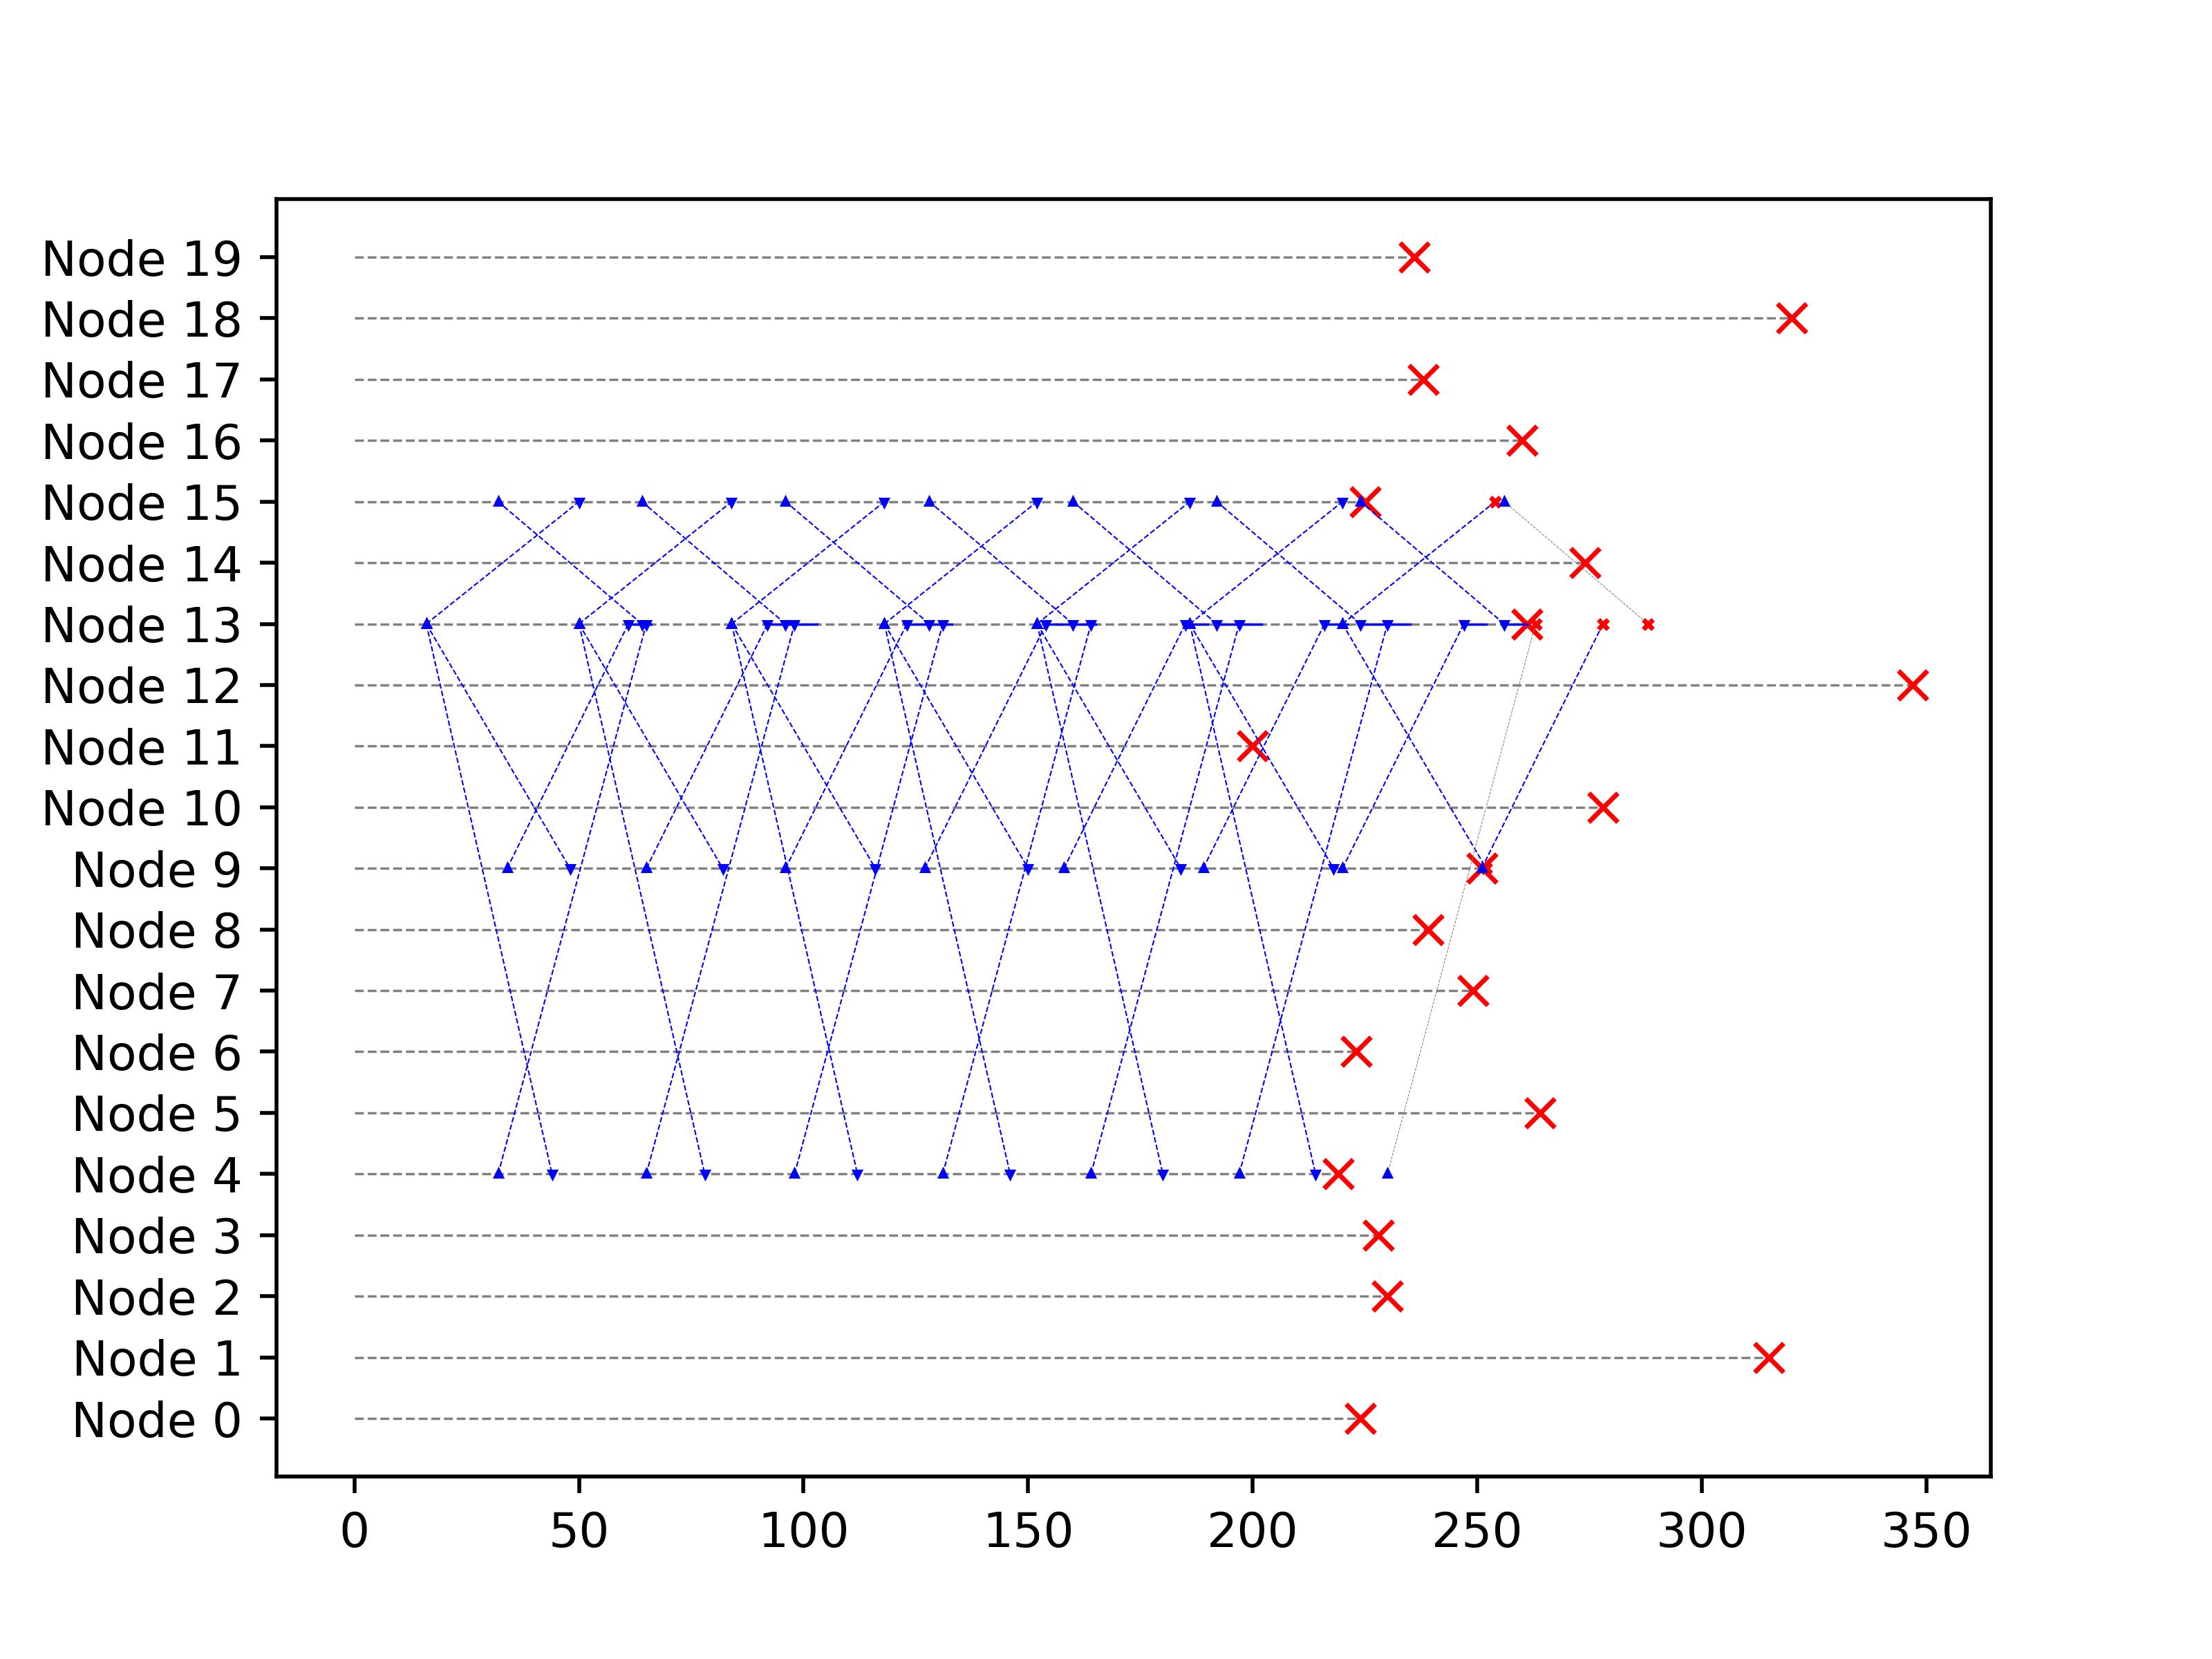 Node 19
Node 18
Node 17
Node 16
Node 15
Node 14
Node 13
Node 12
Node 11
Node 10
Node 9
Node 8
Node 7
Node 6
Node 5
Node 4
Node 3
Node 2
Node 1
Node 0
0 50 100 150 200 250 300 350